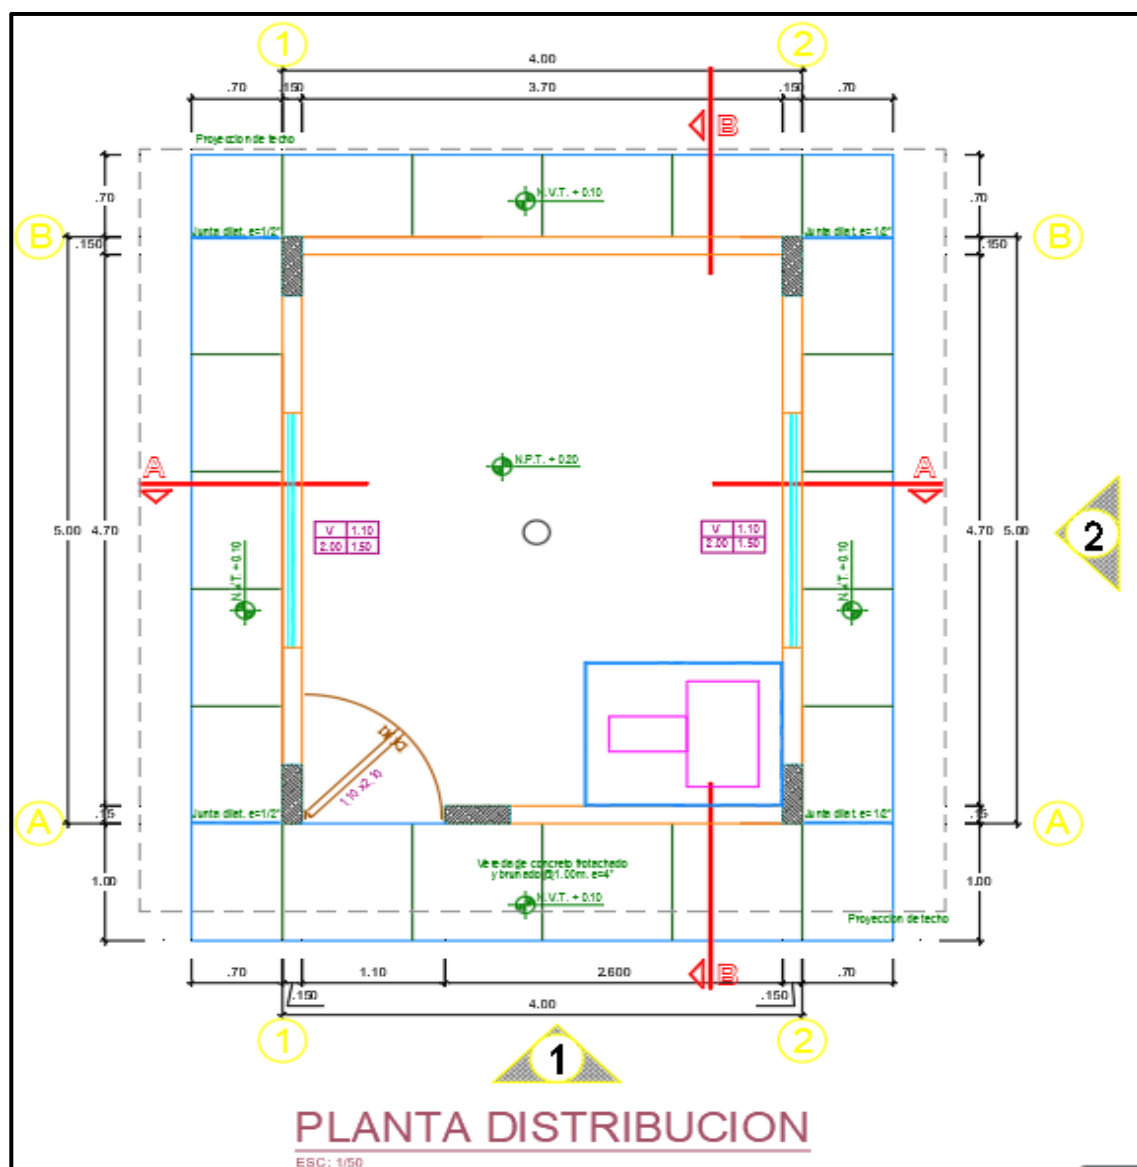 1
2
4.00
.70
.150
3.70
.150
.70
B
Proyeccion de techo
.70
N.V.T. + 0.10
.70
B
Junta dilat. e=1/2"
Junta dilat. e=1/2"
B
.150
.150
A
N.P.T. + 0.20
A
5.00
4.70
V
1.10
2.00
1.50
V
1.10
2.00
1.50
4.70
5.00
2
N.V.T. + 0.10
N.V.T. + 0.10
1.10 x2.10
.15
Junta dilat. e=1/2"
Junta dilat. e=1/2"
.15
A
A
Vereda de concreto frotachado
y bruñado @1.00m. e=4"
1.00
N.V.T. + 0.10
1.00
Proyeccion de techo
.70
1.10
2.600
B
.70
.150
4.00
.150
1
2
1
PLANTA DISTRIBUCION
ESC: 1/50